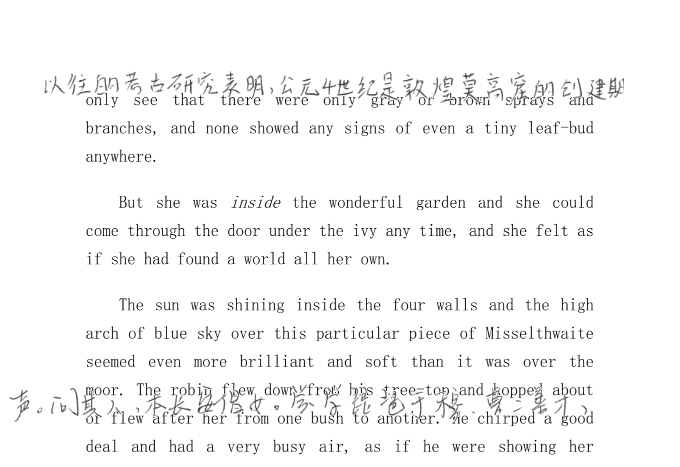 以往的考古研究表明,公元4世纪是敦煌莫高窟的创建期
only see that there were only gray or brown sprays and
branches, and none showed any signs of even a tiny leaf-bud
anywhere.
But she was inside the wonderful garden and she could
come through the door under the ivy any time, and she felt as
if she had found a world all her own.
The sun was shining inside the four walls and the high
arch of blue sky over this particular piece of Misselthwaite
seemed even more brilliant and soft than it was over the
moor. The robin flew down from his tree-top and hopped about
声。问其人,本长安倡女。尝学琵琶于穆、曹二善才,
or flew after her from one bush to another. He chirped a good
deal and had a very busy air, as if he were showing her